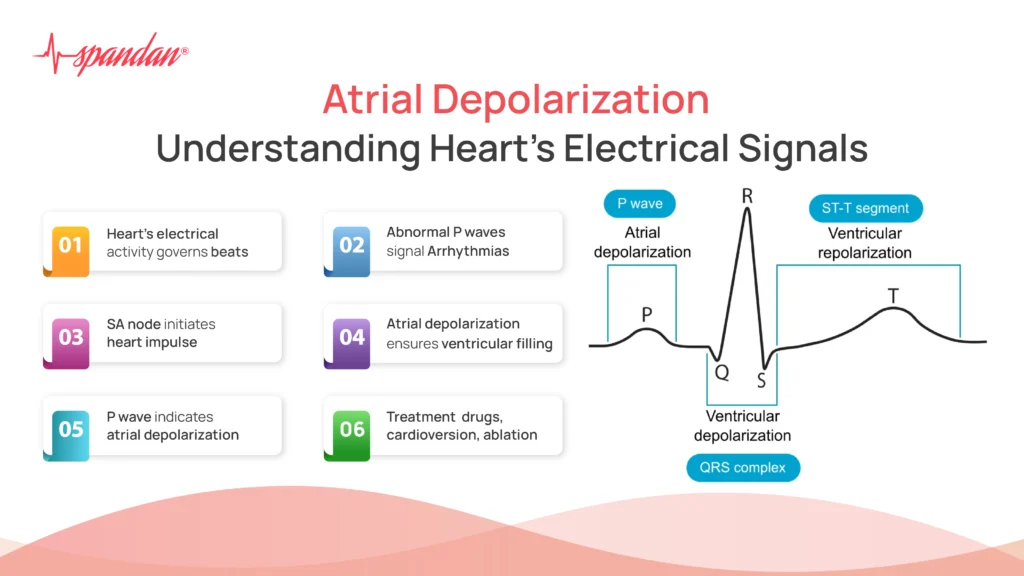 spandan®
Atrial Depolarization
Understanding Heart's Electrical Signals
01
Heart's electrical
activity governs beats
02
Abnormal P waves
signal Arrhythmias
03
SA node initiates
heart impulse
04
Atrial depolarization
ensures ventricular filling
05
P wave indicates
atrial depolarization
06
Treatment drugs,
cardioversion, ablation
P wave
Atrial
depolarization
R
ST-T segment
Ventricular
repolarization
P
T
Q
S
Ventricular
depolarization
QRS complex